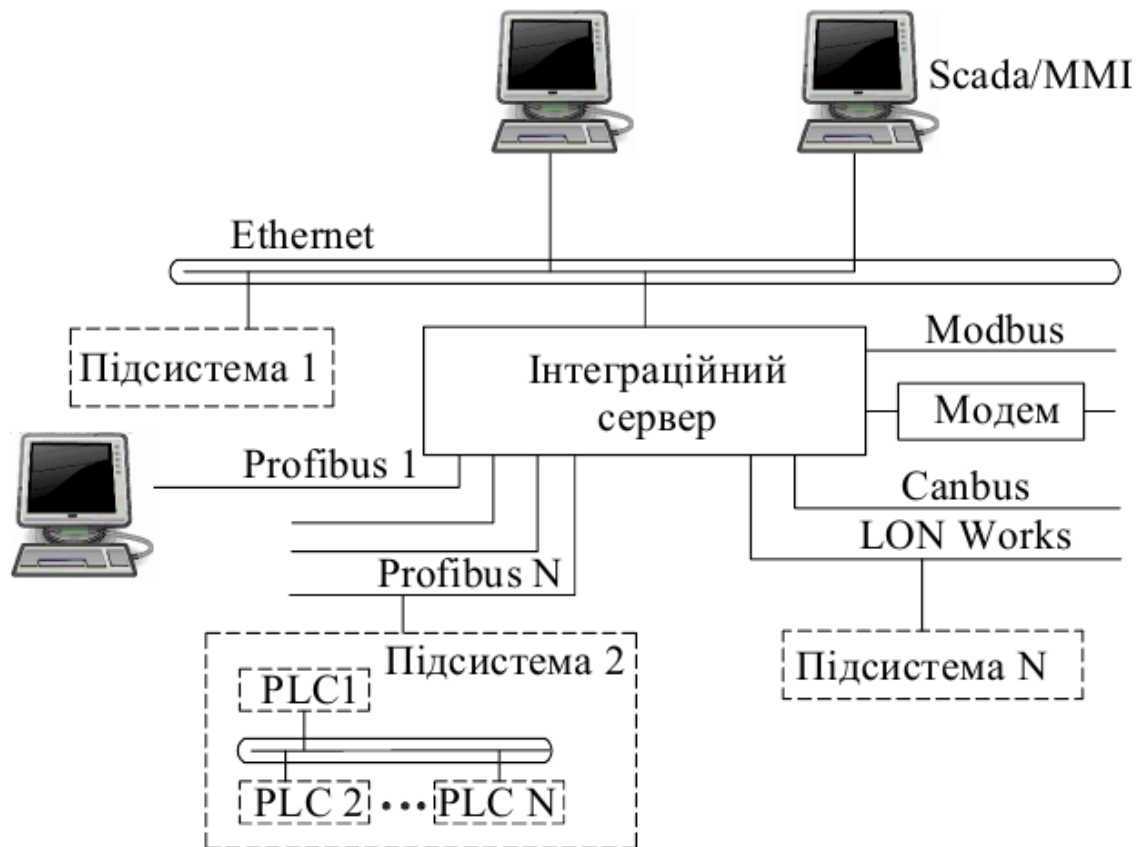 Scada/MMI
Ethernet
Підсистема 1
Інтеграційний
сервер
Modbus
Модем
Profibus 1
Canbus
LON Works
Profibus N
Підсистема 2
Підсистема N
PLC1
PLC 2 ••• PLC N